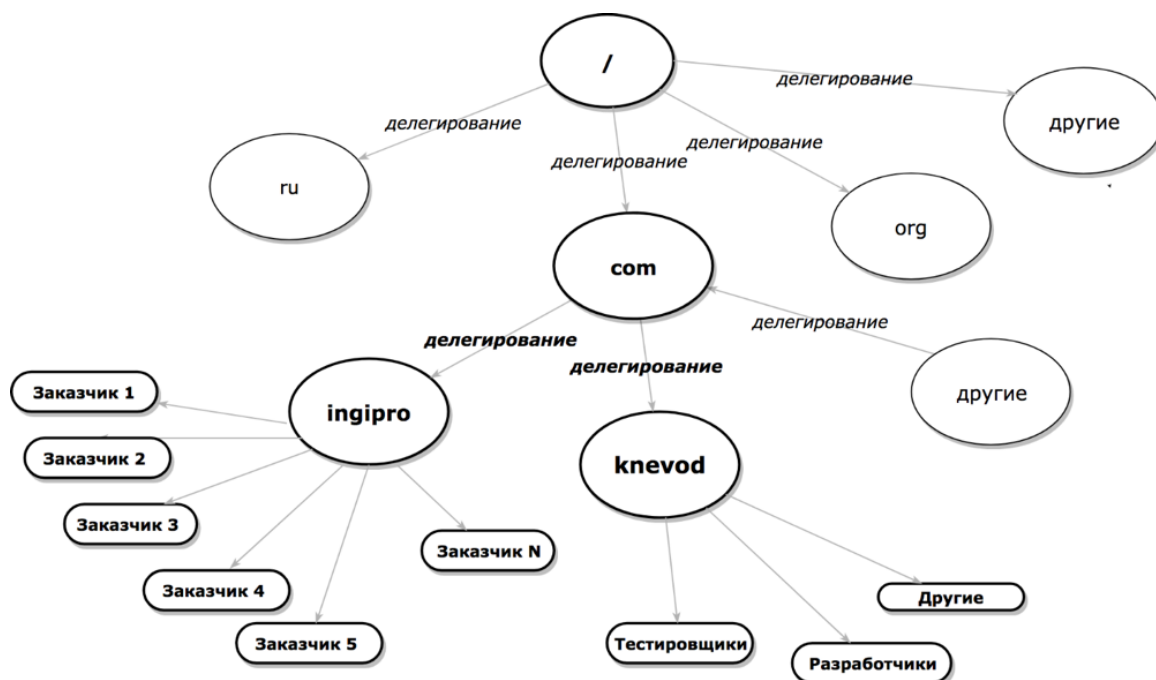 /
делегирование
другие
делегирование
делегирование
делегирование
ru
org
com
делегирование
делегирование
делегирование
другие
Заказчик 1
ingipro
Заказчик 2
knevod
Заказчик 3
Заказчик N
Заказчик 4
Другие
Заказчик 5
Тестировщики
Разработчики